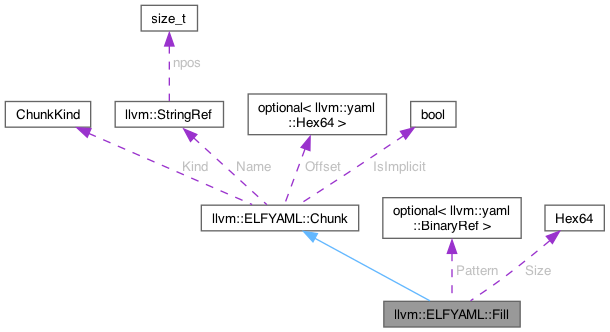 size_t
npos
ChunkKind
llvm::StringRef
optional< llvm::yaml
::Hex64 >
bool
Kind
Name
Offset
IsImplicit
llvm::ELFYAML::Chunk
optional< llvm::yaml
::BinaryRef >
Hex64
Pattern
Size
llvm::ELFYAML::Fill